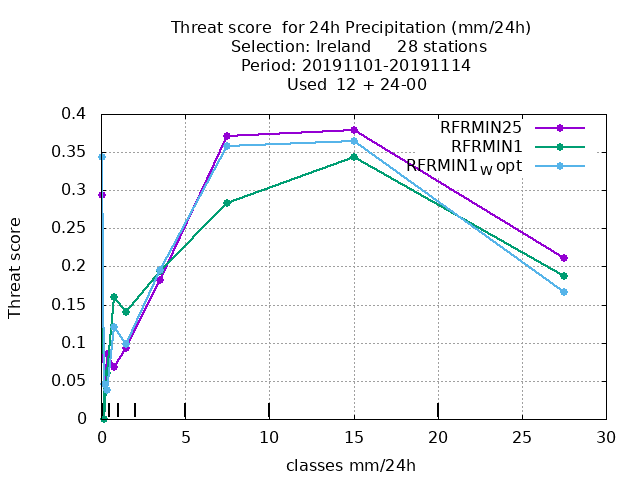 Threat score  for 24h Precipitation (mm/24h)
Selection: Ireland     28 stations
Period: 20191101-20191114
Used  12 + 24-00
RFRMIN25
RFRMIN1
RFRMIN1W opt
Threat score
0.4
0.35
0.3
0.25
0.2
0.15
0.1
0.05
0
0 5 10 15 20 25 30
classes mm/24h